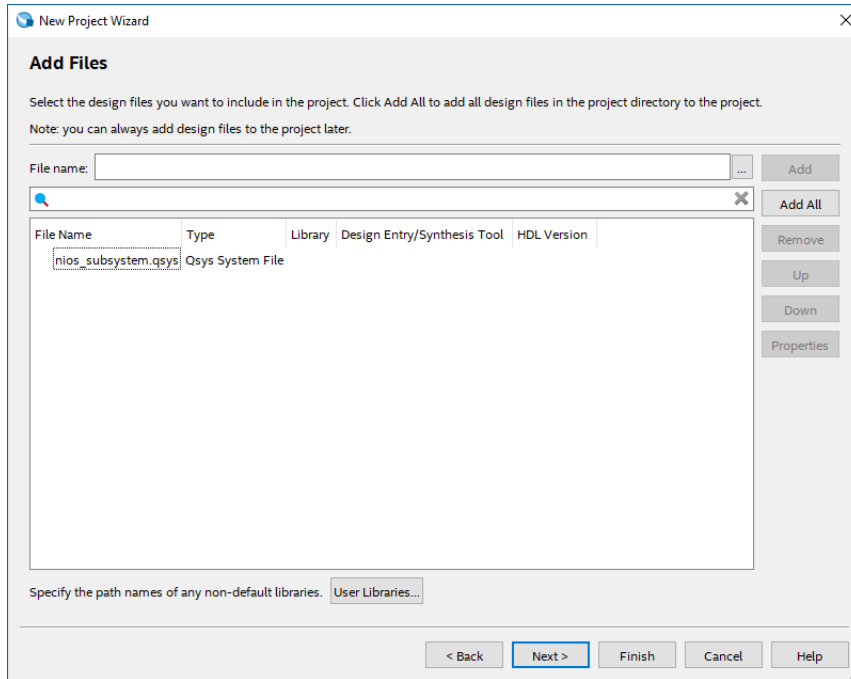 New Project Wizard
Add Files
Select the design files you want to include in the project. Click Add All to add all design files in the project directory to the project.
Note: you can always add design files to the project later.
File name: ... Add
Add All
File Name Type Library Design Entry/Synthesis Tool HDL Version
Remove
nios_subsystem.qsys Qsys System File
Up
Down
Properties
Specify the path names of any non-default libraries. User Libraries...
< Back Next > Finish Cancel Help